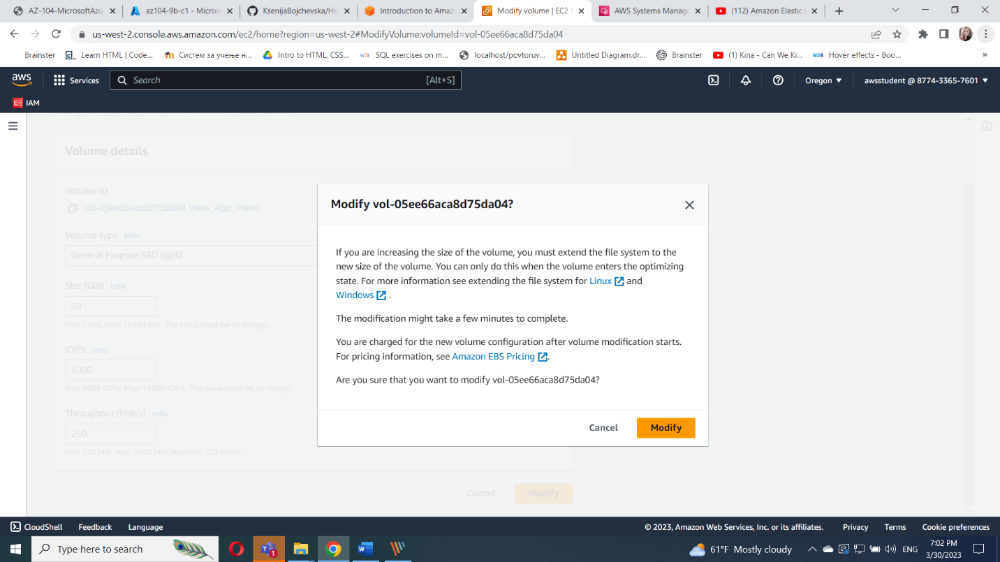 AZ-104-MicrosoftAzu
az104-9b-c1 - Micros
KsenijaBojchevska/Ho
Introduction to Amaz
Modify volume | EC2
AWS Systems Manage
(112) Amazon Elastic
us-west-2.console.aws.amazon.com/ec2/home?region=us-west-2#ModifyVolume:volumeId=vol-05ee66aca8d75da04
Brainster
Learn HTML | Code...
Систем за учење н...
Intro to HTML, CSS...
SQL exercises on m...
localhost/povtoruv...
Untitled Diagram.dr...
Brainster
(1) Kina - Can We Ki...
Hover effects - Boo...
aws
Services
Search
[Alt+S]
Oregon
awsstudent @ 8774-3365-7601
IAM
Volume details
Volume ID
vol-05ee66aca8d75da04 (New_App_Main)
Volume type Info
General Purpose SSD (gp3)
Size (GiB) Info
50
Min: 1 GiB, Max: 16384 GiB. The value must be an integer.
IOPS Info
3000
Min: 3000 IOPS, Max: 16000 IOPS. The value must be an integer.
Throughput (MiB/s) Info
250
Min: 125 MiB, Max: 1000 MiB. Baseline: 125 MiB/s.
Cancel
Modify
Modify vol-05ee66aca8d75da04?
If you are increasing the size of the volume, you must extend the file system to the
new size of the volume. You can only do this when the volume enters the optimizing
state. For more information see extending the file system for Linux and
Windows .
The modification might take a few minutes to complete.
You are charged for the new volume configuration after volume modification starts.
For pricing information, see Amazon EBS Pricing.
Are you sure that you want to modify vol-05ee66aca8d75da04?
Cancel
Modify
CloudShell
Feedback
Language
© 2023, Amazon Web Services, Inc. or its affiliates.
Privacy
Terms
Cookie preferences
Type here to search
61°F Mostly cloudy
ENG
7:02 PM
3/30/2023